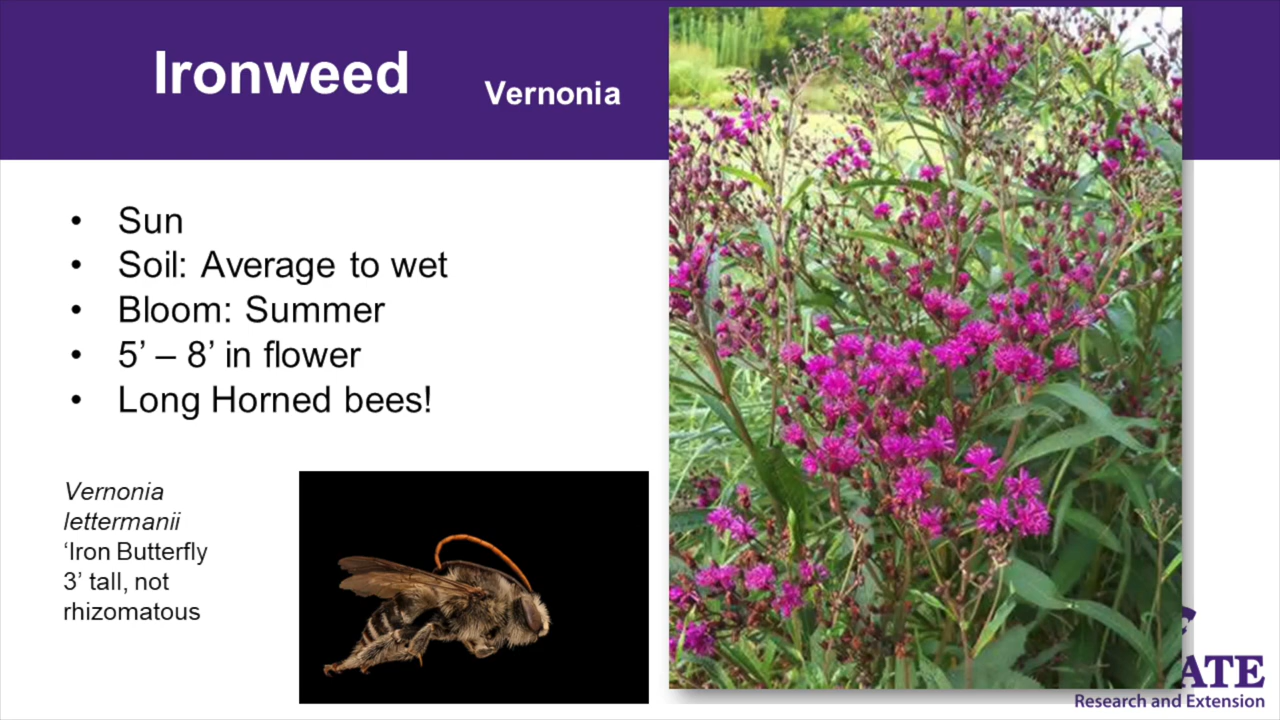 Ironweed Vernonia
• Sun
• Soil: Average to wet
• Bloom: Summer
• 5’ – 8’ in flower
• Long Horned bees!
Vernonia
lettermanii
‘Iron Butterfly
3’ tall, not
rhizomatous
ATE
Research and Extension